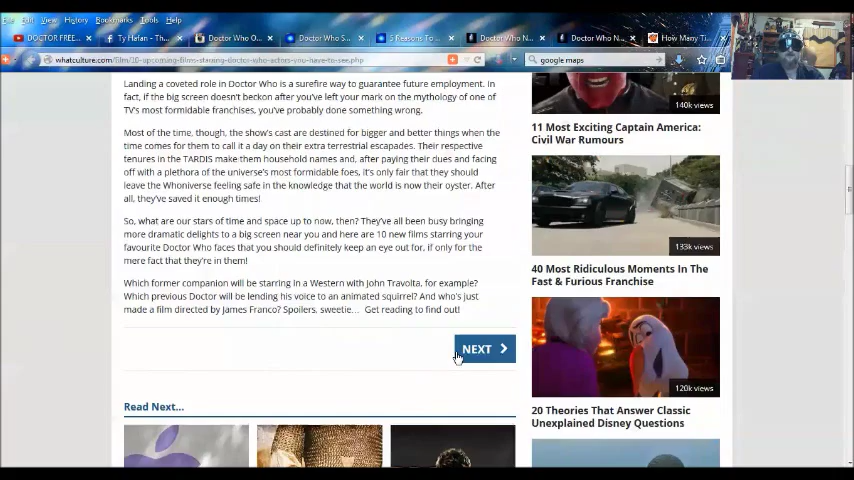 File Edit View History Bookmarks Tools Help
DOCTOR FREE...
Ty Hafan - Th...
Doctor Who O...
Doctor Who S...
5 Reasons To ...
Doctor Who N...
Doctor Who N...
How Many Ti...
whatculture.com/film/10-upcoming-films-starring-doctor-who-actors-you-have-to-see.php
google maps
Landing a coveted role in Doctor Who is a surefire way to guarantee future employment. In
fact, if the big screen doesn't beckon after you've left your mark on the mythology of one of
TV's most formidable franchises, you've probably done something wrong.
Most of the time, though, the show's cast are destined for bigger and better things when the
time comes for them to call it a day on their extra terrestrial escapades. Their respective
tenures in the TARDIS make them household names and, after paying their dues and facing
off with a plethora of the universe's most formidable foes, it's only fair that they should
leave the Whoniverse feeling safe in the knowledge that the world is now their oyster. After
all, they've saved it enough times!
So, what are our stars of time and space up to now, then? They've all been busy bringing
more dramatic delights to a big screen near you and here are 10 new films starring your
favourite Doctor Who faces that you should definitely keep an eye out for, if only for the
mere fact that they're in them!
Which former companion will be starring in a Western with John Travolta, for example?
Which previous Doctor will be lending his voice to an animated squirrel? And who's just
made a film directed by James Franco? Spoilers, sweetie... Get reading to find out!
NEXT
Read Next...
140k views
11 Most Exciting Captain America:
Civil War Rumours
133k views
40 Most Ridiculous Moments In The
Fast & Furious Franchise
120k views
20 Theories That Answer Classic
Unexplained Disney Questions